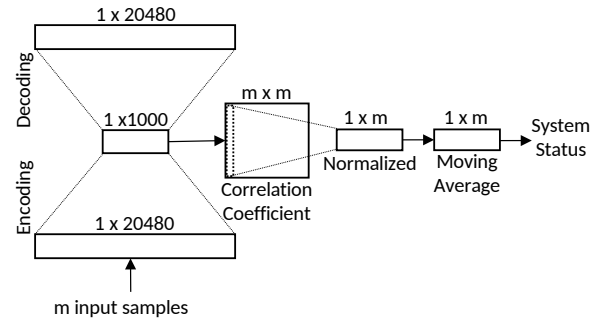 1 x 20480
Decoding
1 x1000
Encoding
1 x 20480
m input samples
m x m
Correlation
Coefficient
1 x m
Normalized
1 x m
Moving
Average
System
Status